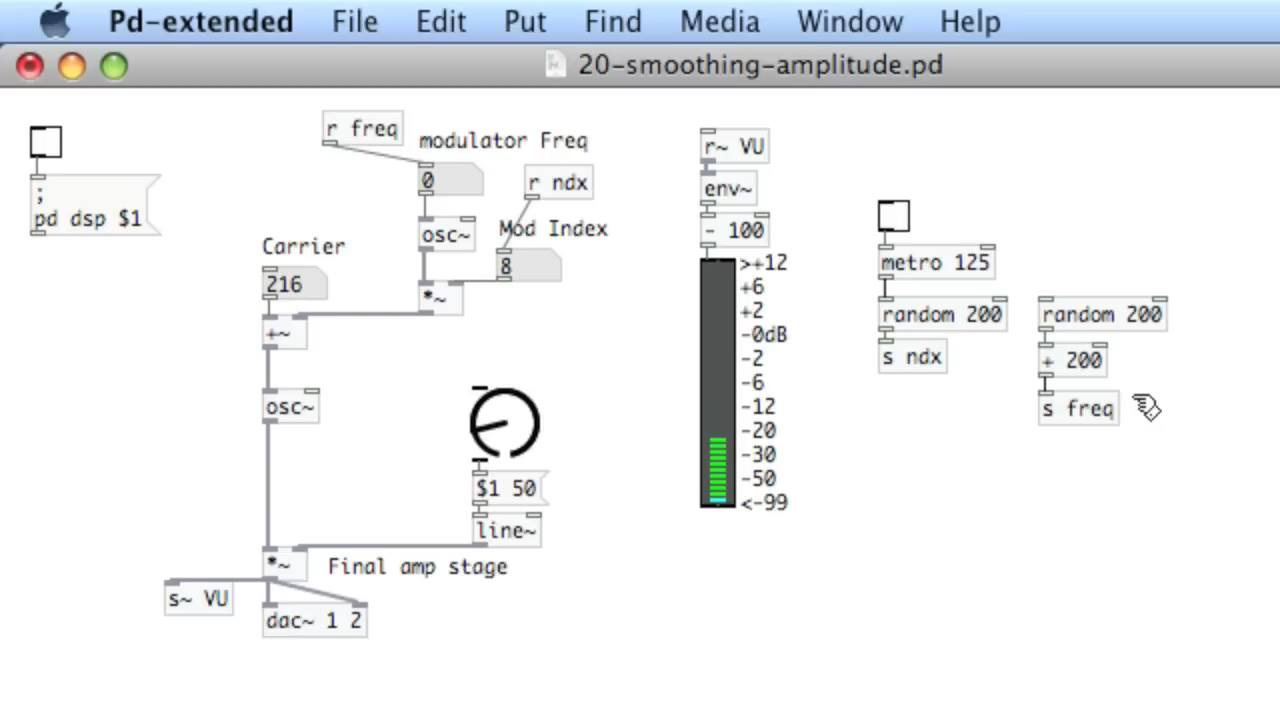 Pd-extended File Edit Put Find Media Window Help
20-smoothing-amplitude.pd
;
pd dsp $1
r freq
modulator Freq
0
r ndx
osc~
Mod Index
8
*~
Carrier
216
+~
osc~
$1 50
line~
*~
Final amp stage
s~ VU
dac~ 1 2
r~ VU
env~
- 100
>+12
+6
+2
-0dB
-2
-6
-12
-20
-30
-50
<-99
metro 125
random 200
s ndx
random 200
+ 200
s freq